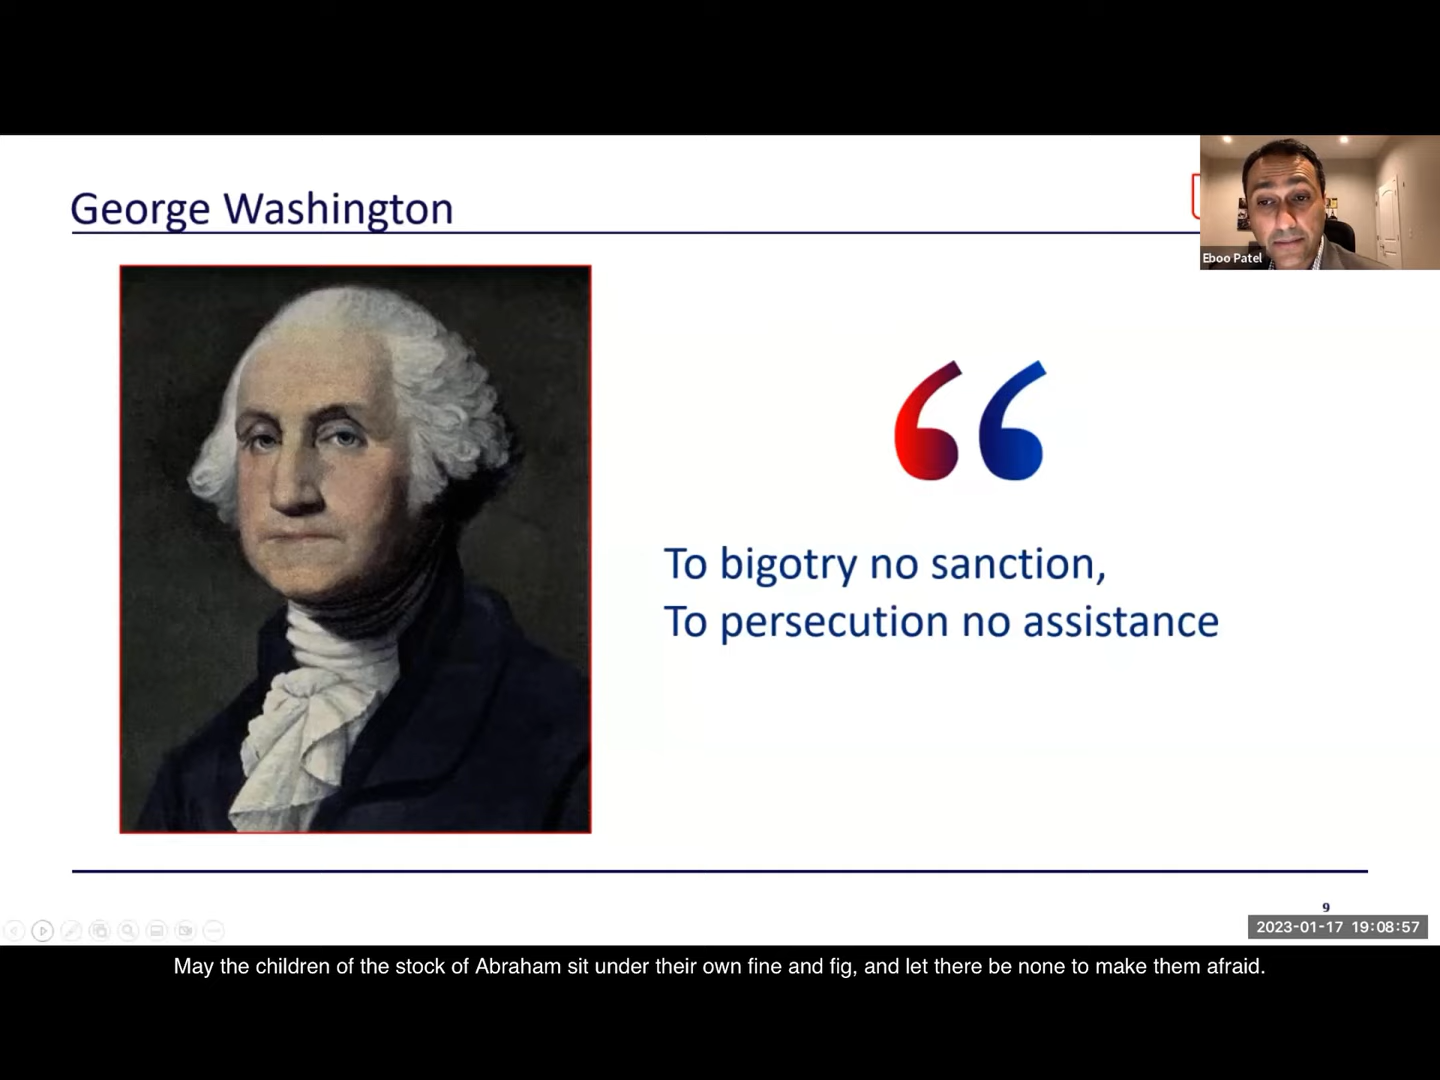 George Washington
Eboo Patel
To bigotry no sanction,
To persecution no assistance
9
2023-01-17 19:08:57
May the children of the stock of Abraham sit under their own fine and fig, and let there be none to make them afraid.